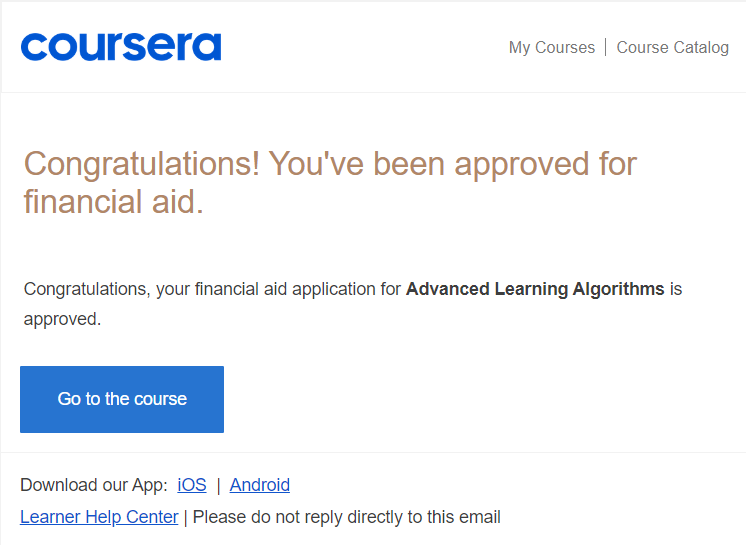 coursera
My Courses | Course Catalog
Congratulations! You've been approved for
financial aid.
Congratulations, your financial aid application for Advanced Learning Algorithms is
approved.
Go to the course
Download our App: iOS | Android
Learner Help Center | Please do not reply directly to this email